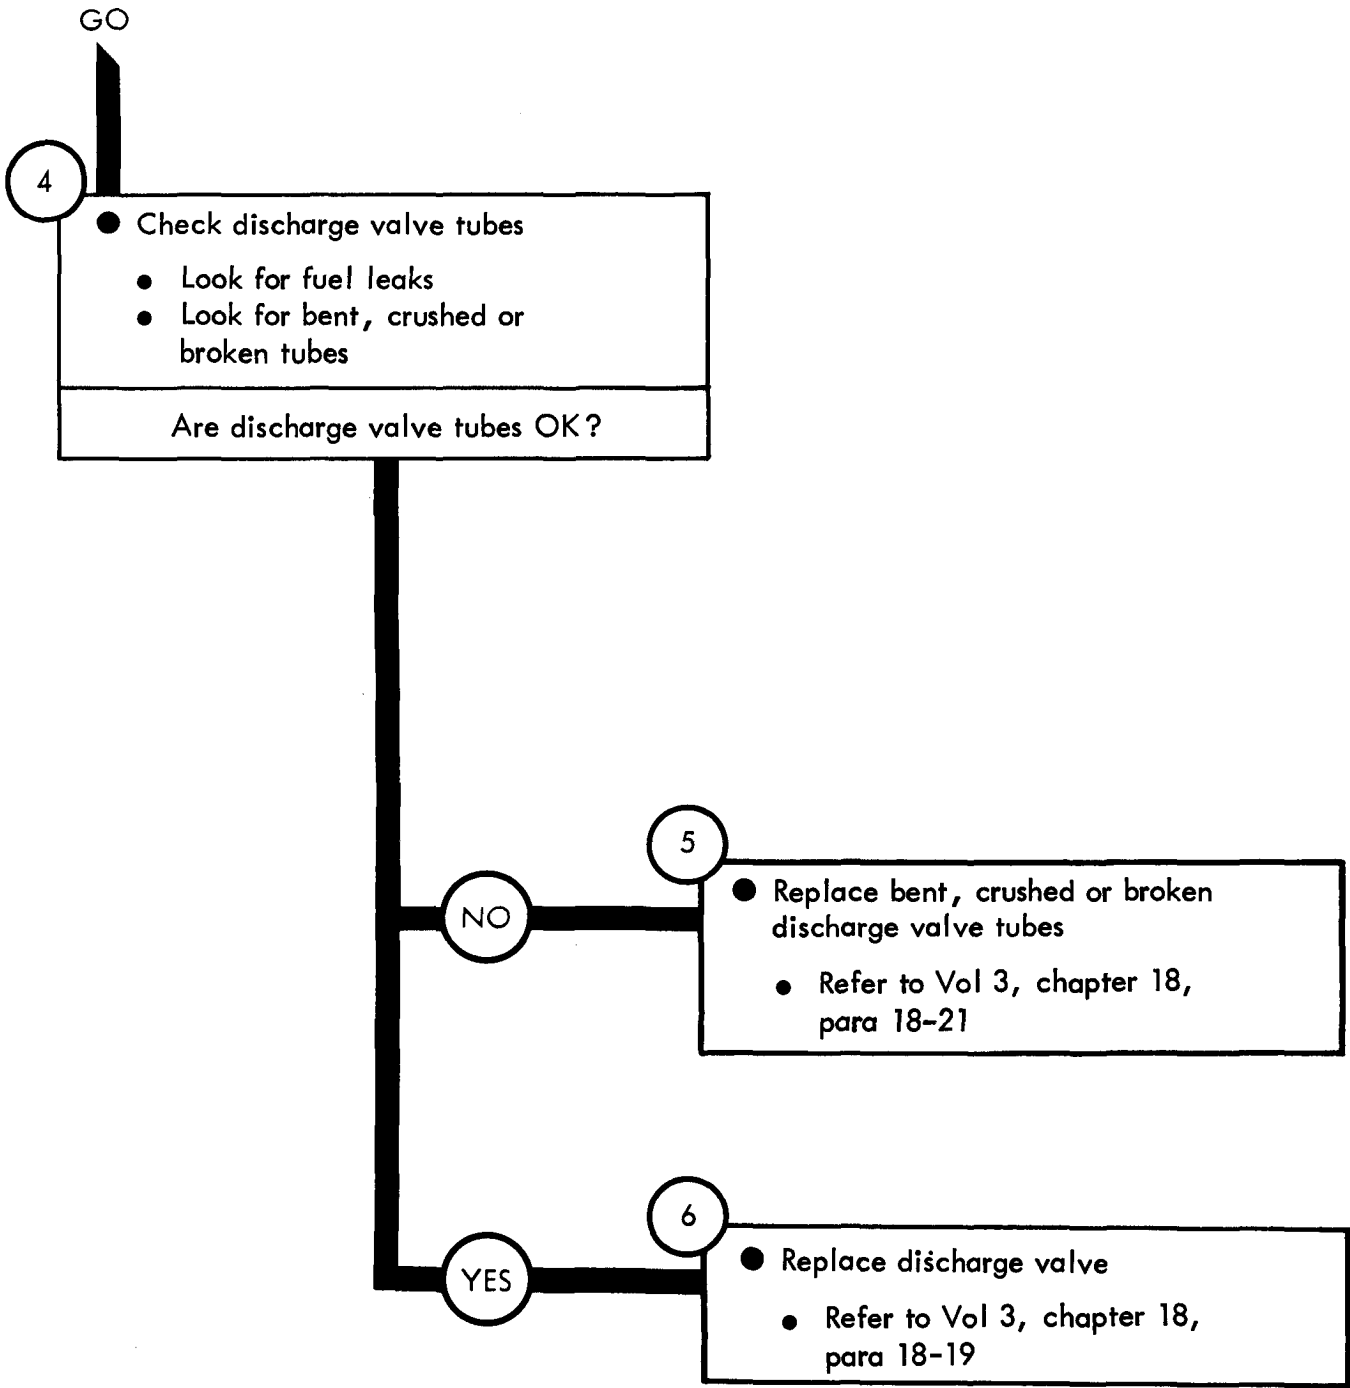 GO
4
● Check discharge valve tubes
● Look for fuel leaks
● Look for bent, crushed or
broken tubes
Are discharge valve tubes OK?
5
NO
● Replace bent, crushed or broken
discharge valve tubes
● Refer to Vol 3, chapter 18,
para 18-21
6
YES
● Replace discharge valve
● Refer to Vol 3, chapter 18,
para 18-19